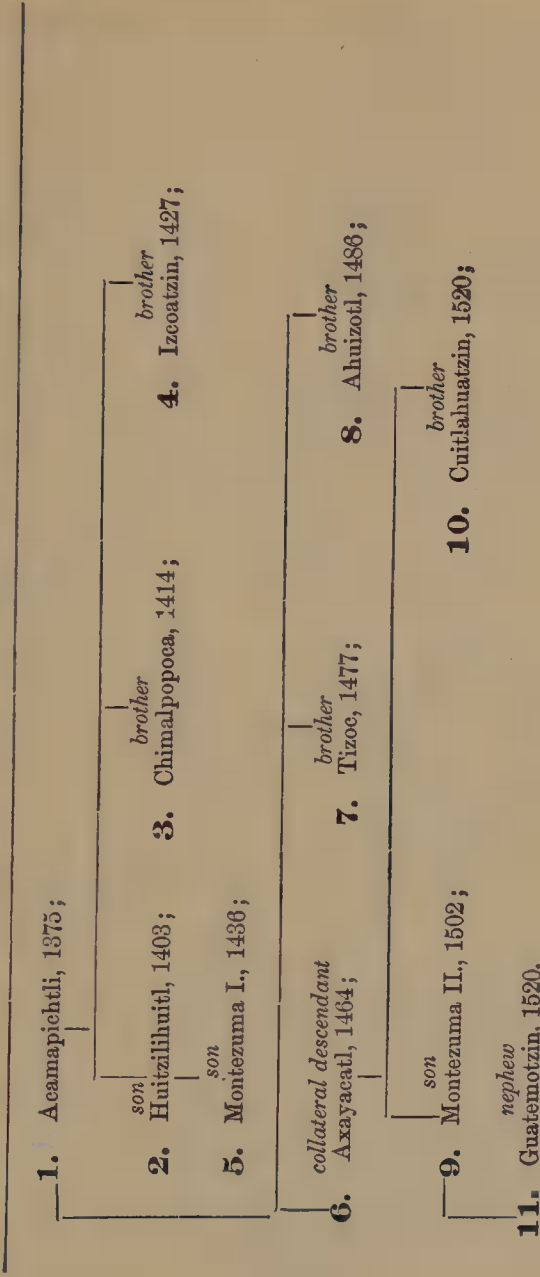 1. Acamapichtli, 1375;
son
2. Huitzilihuitl, 1403;
brother
3. Chimalpopoca, 1414;
brother
4. Izcoatzin, 1427;
son
5. Montezuma I., 1436;
collateral descendant
6. Axayacatl, 1464;
brother
7. Tizoc, 1477;
brother
8. Ahuizotl, 1486;
son
9. Montezuma II., 1502;
brother
10. Cuitlahuatzin, 1520;
nephew
11. Guatemotzin, 1520.